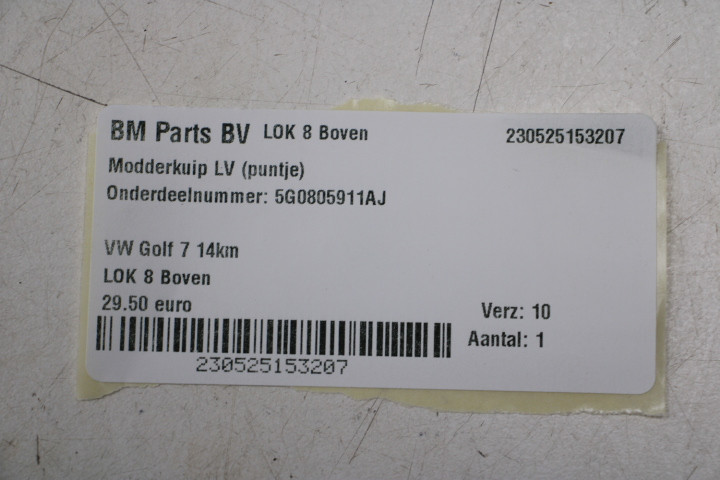 BM Parts BV LOK 8 Boven 230525153207
Modderkuip LV (puntje)
Onderdeelnummer: 5G0805911AJ
VW Golf 7 14km
LOK 8 Boven
29.50 euro
Verz: 10
Aantal: 1
230525153207